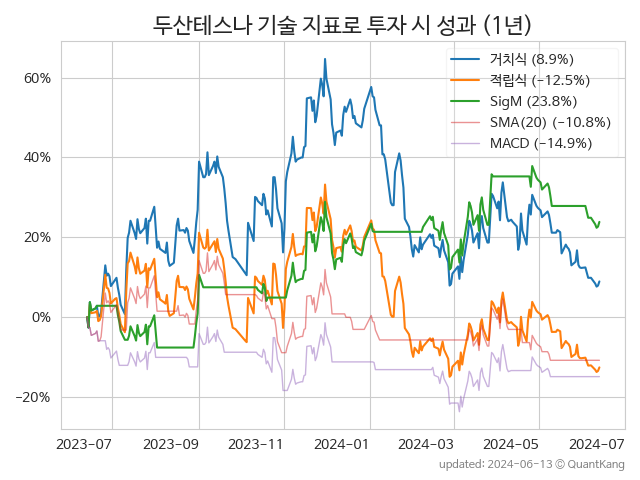 두산테스나 기술 지표로 투자 시 성과 (1년)
거치식 (8.9%)
적립식 (−12.5%)
SigM (23.8%)
SMA(20) (−10.8%)
MACD (−14.9%)
60%
40%
20%
0%
−20%
2023-07 2023-09 2023-11 2024-01 2024-03 2024-05 2024-07
updated: 2024-06-13 © QuantKang